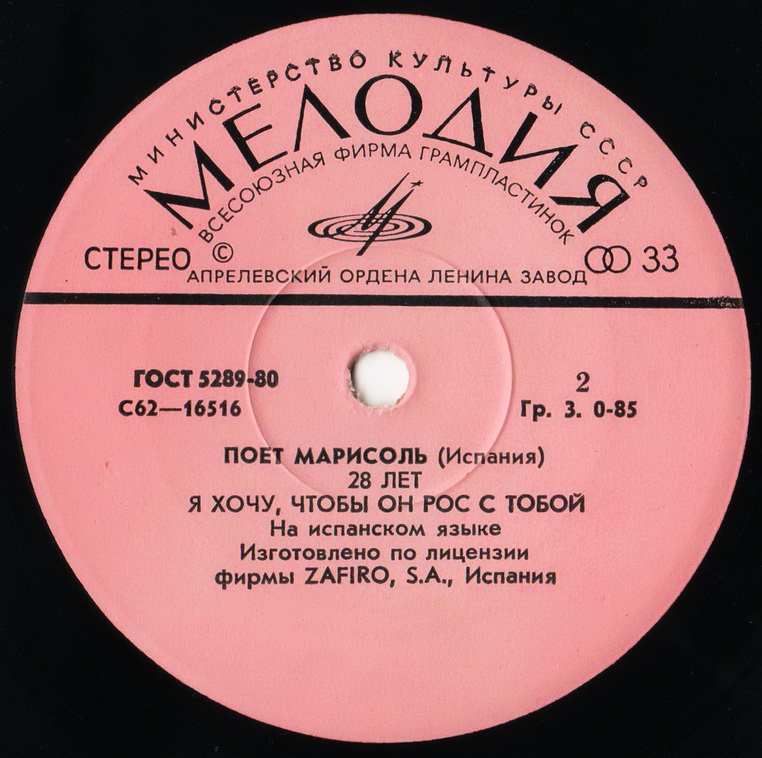 МИНИСТЕРСТВО КУЛЬТУРЫ СССР
МЕЛОДИЯ
ВСЕСОЮЗНАЯ ФИРМА ГРАМПЛАСТИНОК
СТЕРЕО ©
33
АПРЕЛЕВСКИЙ ОРДЕНА ЛЕНИНА ЗАВОД
ГОСТ 5289-80
2
С62—16516
Гр. 3. 0-85
ПОЕТ МАРИСОЛЬ (Испания)
28 ЛЕТ
Я ХОЧУ, ЧТОБЫ ОН РОС С ТОБОЙ
На испанском языке
Изготовлено по лицензии
фирмы ZAFIRO, S.A., Испания